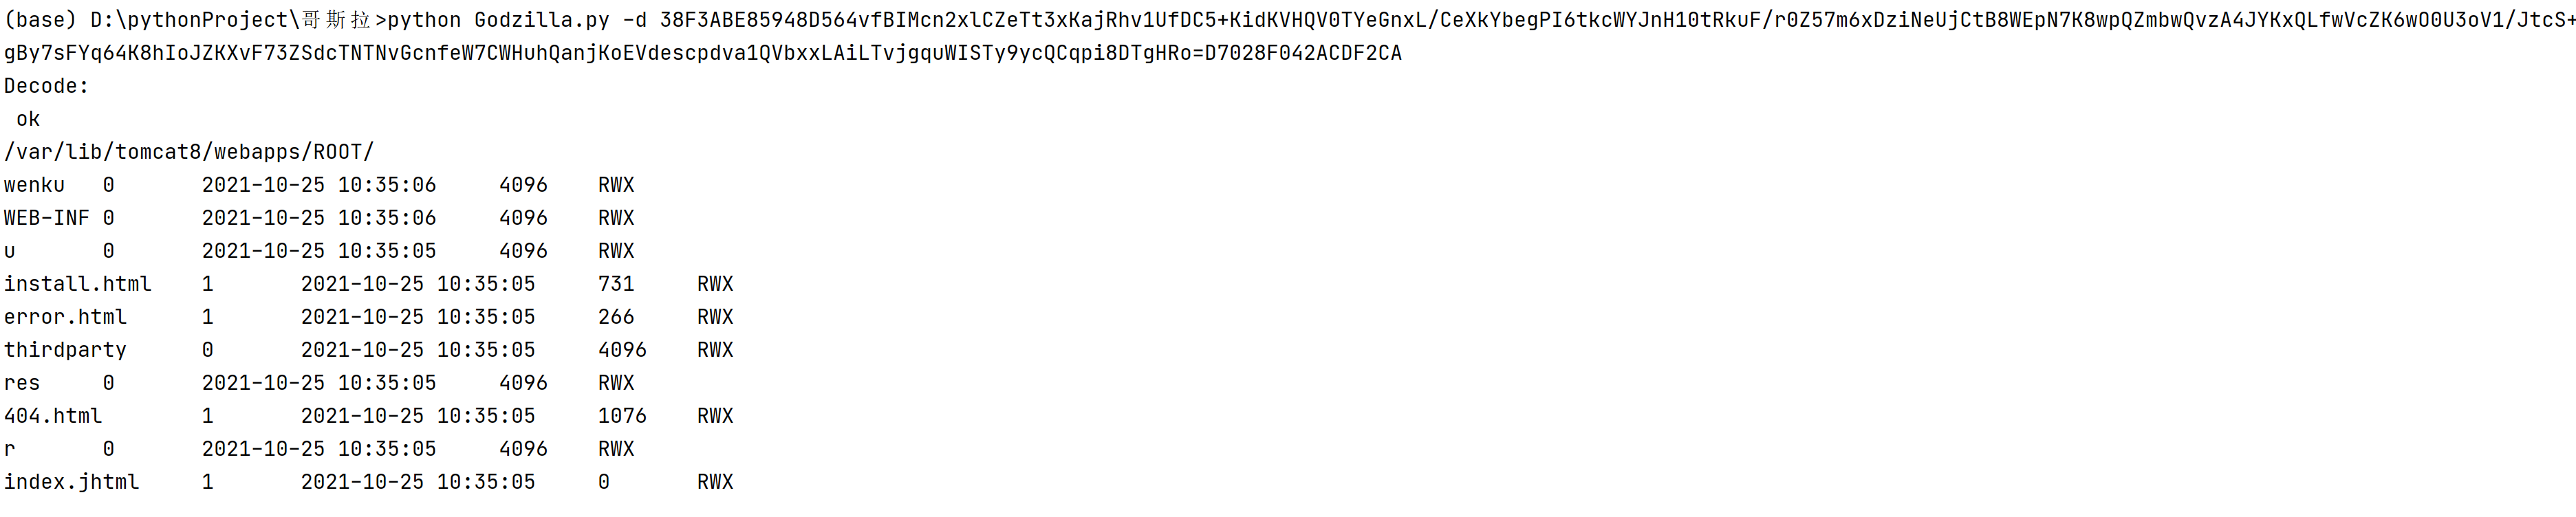 (base) D:\pythonProject\哥斯拉>python Godzilla.py -d 38F3ABE85948D564vfBIMcn2xlCZeTt3xKajRhv1UfDC5+KidKVHQV0TYeGnxL/CeXkYbegPI6tkcWYJnH10tRkuF/r0Z57m6xDziNeUjCtB8WEpN7K8wpQZmbwQvzA4JYKxQLfwVcZK6wO0U3oV1/JtcS+
gBy7sFYq64K8hIoJZKXvF73ZSdcTNTNvGcnfeW7CWHuhQanjKoEVdescpdva1QVbxxLAiLTvjgquWISTy9ycQCqpi8DTgHRo=D7028F042ACDF2CA
Decode:
 ok
/var/lib/tomcat8/webapps/ROOT/
wenku	0	2021-10-25 10:35:06	4096	RWX
WEB-INF	0	2021-10-25 10:35:06	4096	RWX
u	0	2021-10-25 10:35:05	4096	RWX
install.html	1	2021-10-25 10:35:05	731	RWX
error.html	1	2021-10-25 10:35:05	266	RWX
thirdparty	0	2021-10-25 10:35:05	4096	RWX
res	0	2021-10-25 10:35:05	4096	RWX
404.html	1	2021-10-25 10:35:05	1076	RWX
r	0	2021-10-25 10:35:05	4096	RWX
index.jhtml	1	2021-10-25 10:35:05	0	RWX